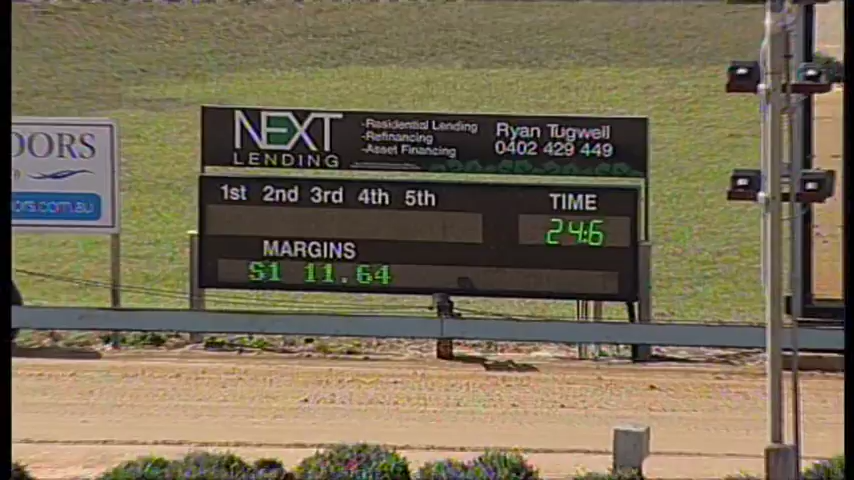 NEXT
LENDING
-Residential Lending
-Refinancing
-Asset Financing
Ryan Tugwell
0402 429 449
OORS
ors.com.au
1st 2nd 3rd 4th 5th
TIME
24:6
MARGINS
S1 11.64